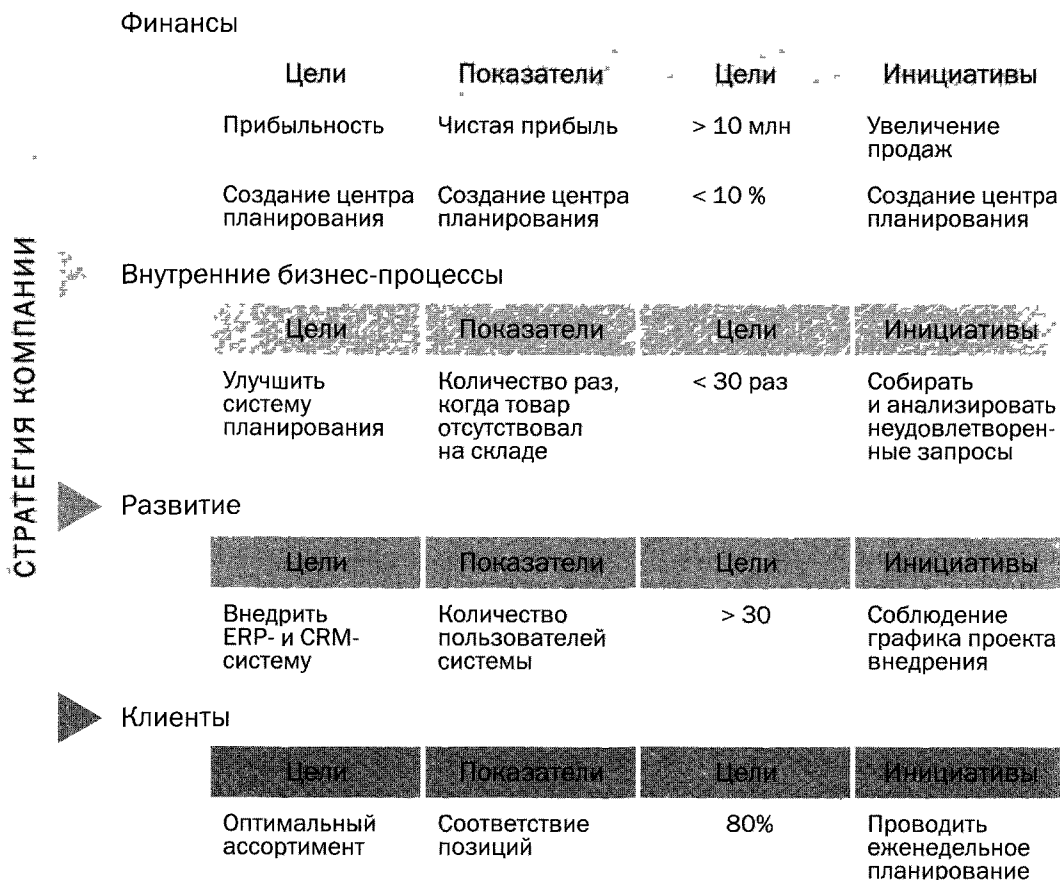 СТРАТЕГИЯ КОМПАНИИ
Финансы
Цели Показатели Цели Инициативы
Прибыльность Чистая прибыль > 10 млн Увеличение
продаж
Создание центра Создание центра < 10 % Создание центра
планирования планирования планирования
Внутренние бизнес-процессы
Цели Показатели Цели Инициативы
Улучшить Количество раз, < 30 раз Собирать
систему когда товар и анализировать
планирования отсутствовал неудовлетворен-
на складе ные запросы
Развитие
Цели Показатели Цели Инициативы
Внедрить Количество > 30 Соблюдение
ERP- и CRM- пользователей графика проекта
систему системы внедрения
Клиенты
Цели Показатели Цели Инициативы
Оптимальный Соответствие 80% Проводить
ассортимент позиций еженедельное
планирование